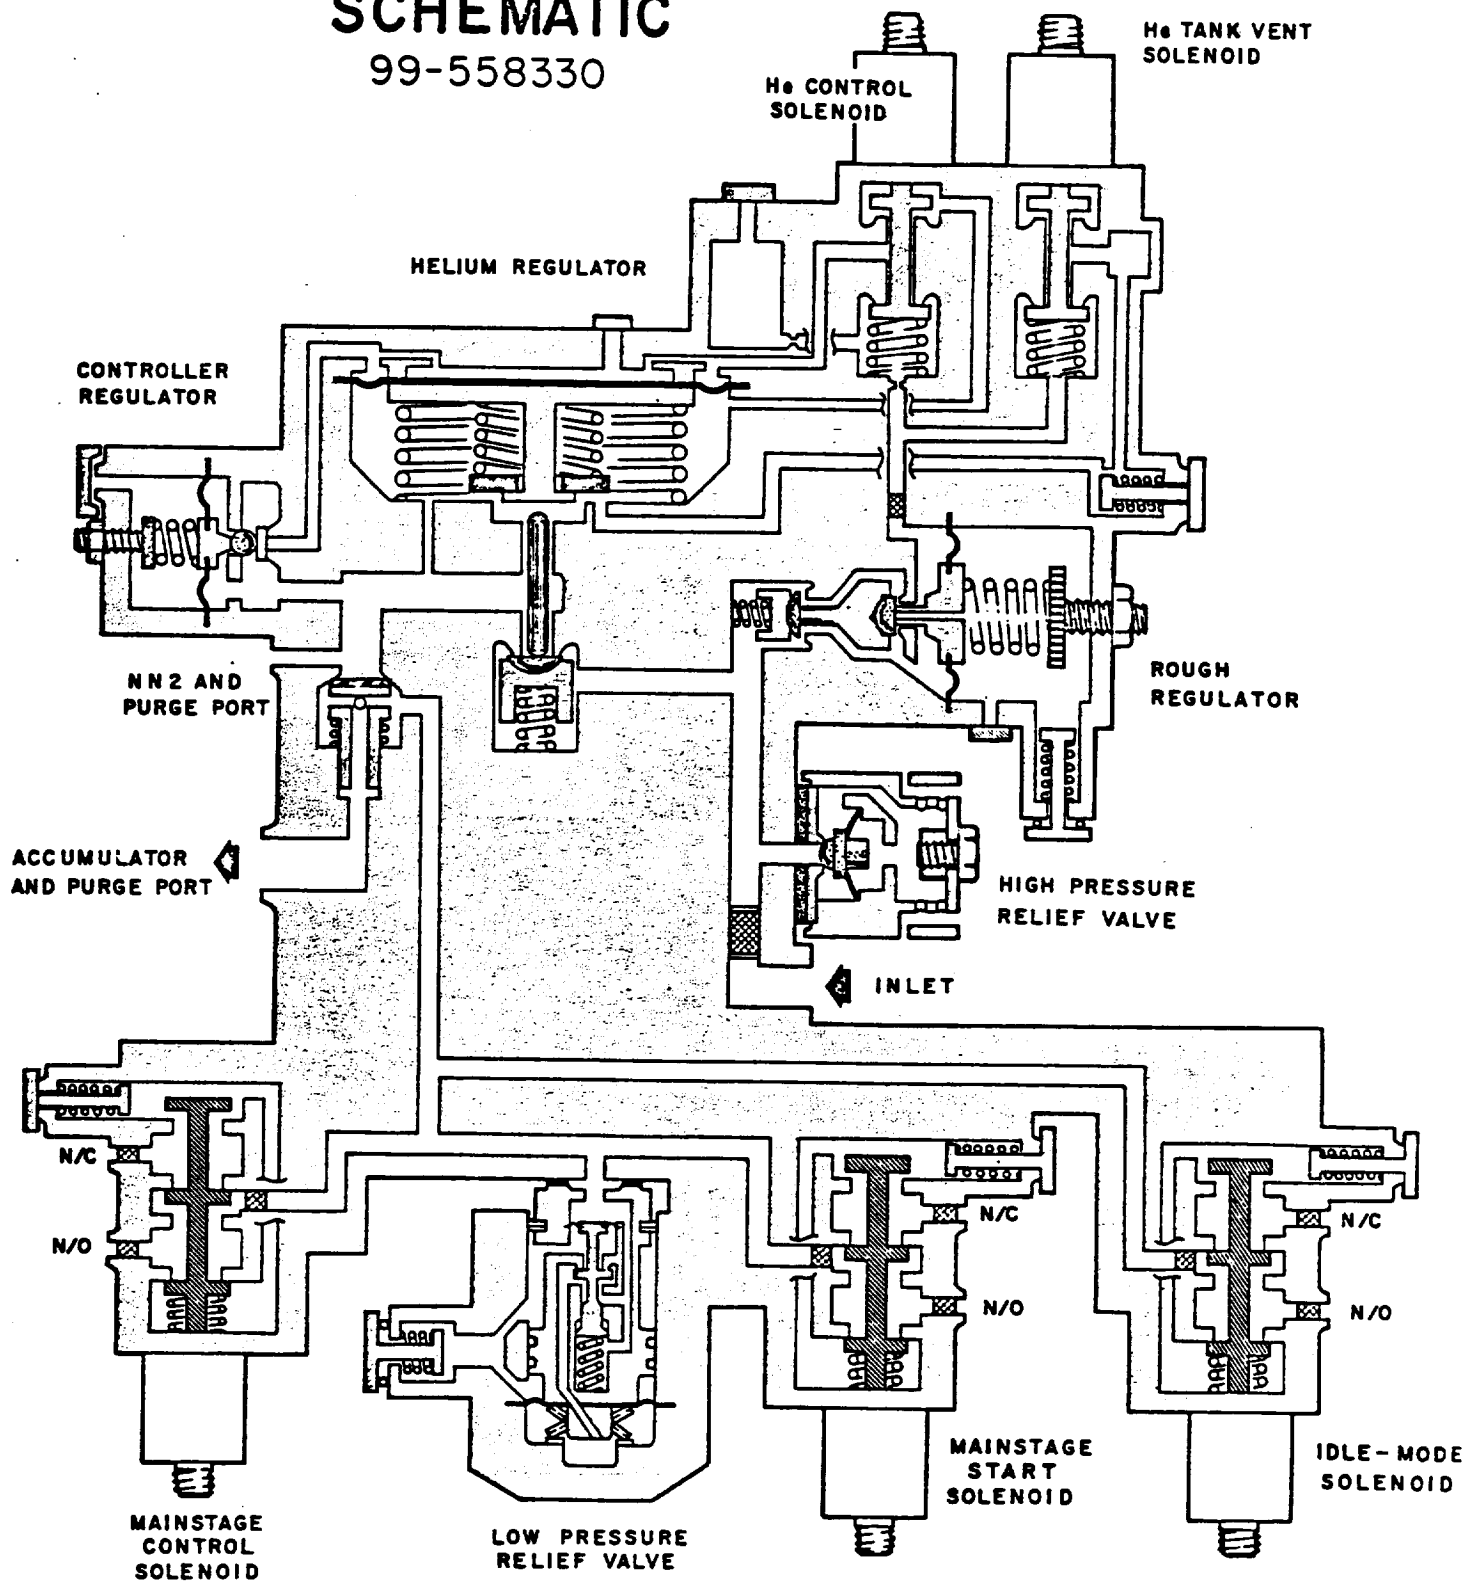 SCHEMATIC
99-558330
He TANK VENT
SOLENOID
He CONTROL
SOLENOID
HELIUM REGULATOR
CONTROLLER
REGULATOR
NN2 AND
PURGE PORT
ROUGH
REGULATOR
ACCUMULATOR
AND PURGE PORT
HIGH PRESSURE
RELIEF VALVE
INLET
N/C
N/O
N/C
N/O
N/C
N/O
MAINSTAGE
CONTROL
SOLENOID
LOW PRESSURE
RELIEF VALVE
MAINSTAGE
START
SOLENOID
IDLE-MODE
SOLENOID